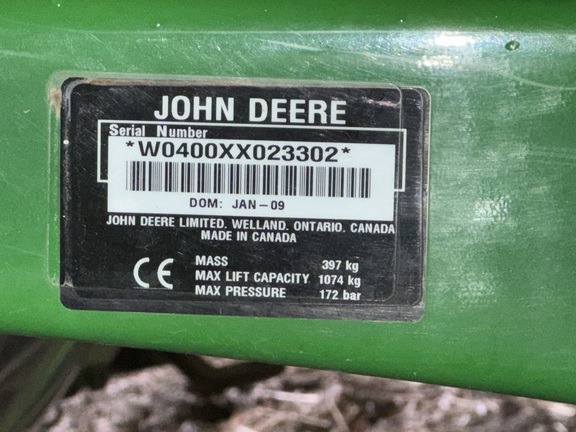 JOHN DEERE
Serial Number
*W0400XX023302*
DOM: JAN-09
JOHN DEERE LIMITED. WELLAND. ONTARIO. CANADA
MADE IN CANADA
CE
MASS 397 kg
MAX LIFT CAPACITY 1074 kg
MAX PRESSURE 172 bar